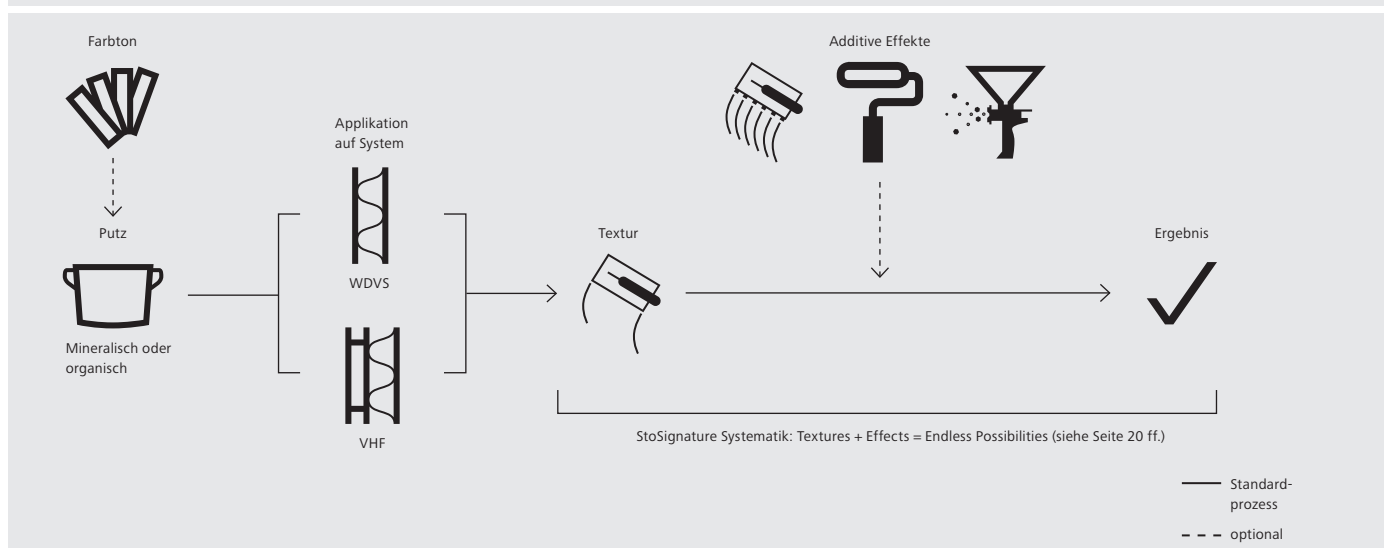 Farbton
Additive Effekte
Applikation
auf System
Putz
Textur
Ergebnis
WDVS
Mineralisch oder
organisch
VHF
StoSignature Systematik: Textures + Effects = Endless Possibilities (siehe Seite 20 ff.)
Standard-
prozess
optional